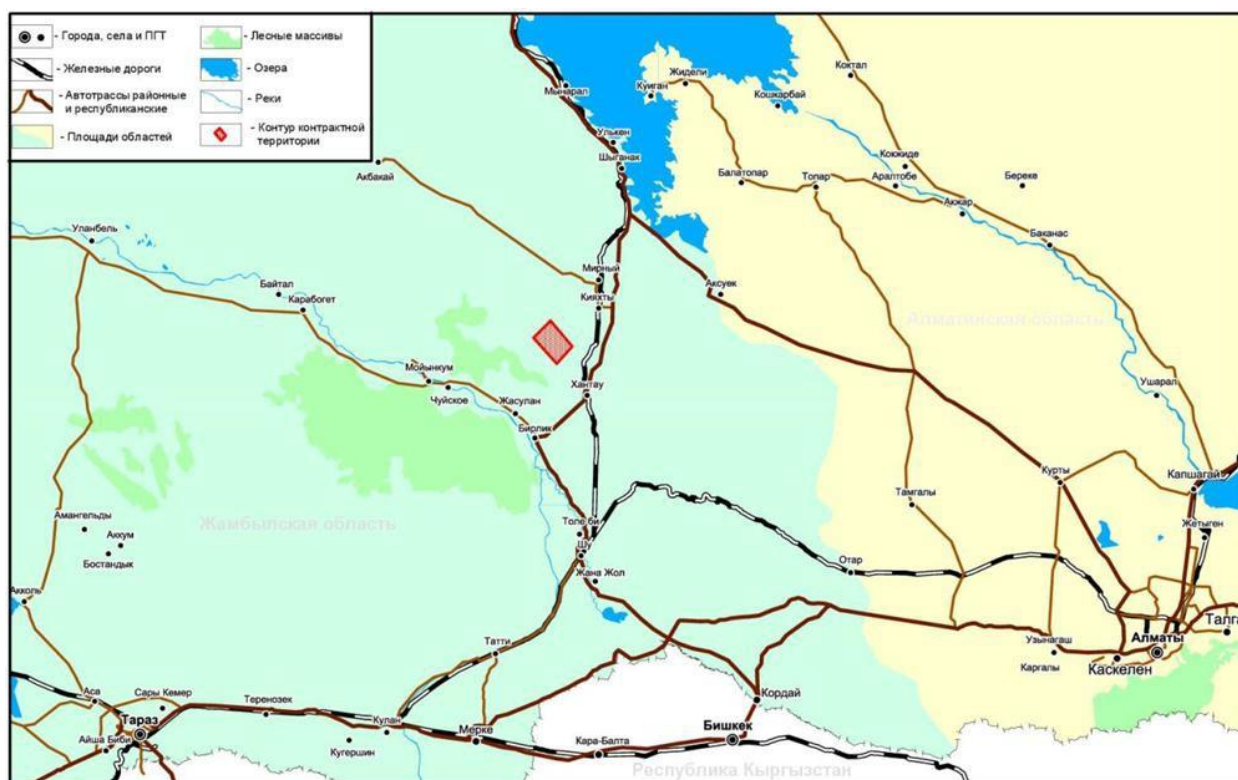 - Города, села и ПГТ
- Лесные массивы
- Железные дороги
- Озера
- Автотрассы районные
и республиканские
- Реки
- Площади областей
- Контур контрактной
территории
Мынарал
Куиган
Жидели
Коктал
Кошкарбай
Улькен
Шыганак
Акбакай
Балатопар
Топар
Кокжиде
Аралтобе
Береке
Акжар
Уланбель
Баканас
Байтал
Карабогет
Мирный
Кияхты
Аксуек
Алматинская область
Мойынкум
Чуйское
Хантау
Жасулан
Бирлик
Ушарал
Курты
Капшагай
Тамгалы
Жетыген
Амангельды
Аккум
Бостандык
Жамбылская область
Толе би
Шу
Жана Жол
Отар
Акколь
Татти
Узынагаш
Каргалы
Каскелен
Алматы
Талга
Аса
Сары Кемер
Теренозек
Тараз
Айша Биби
Кулан
Кугершин
Мерке
Кордай
Бишкек
Кара-Балта
Республика Кыргызстан